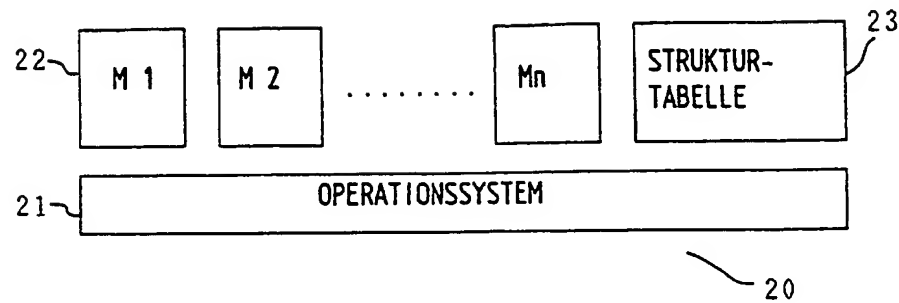 22 M 1 M 2 ........ Mn STRUKTUR- 23
TABELLE
21 OPERATIONSSYSTEM
20